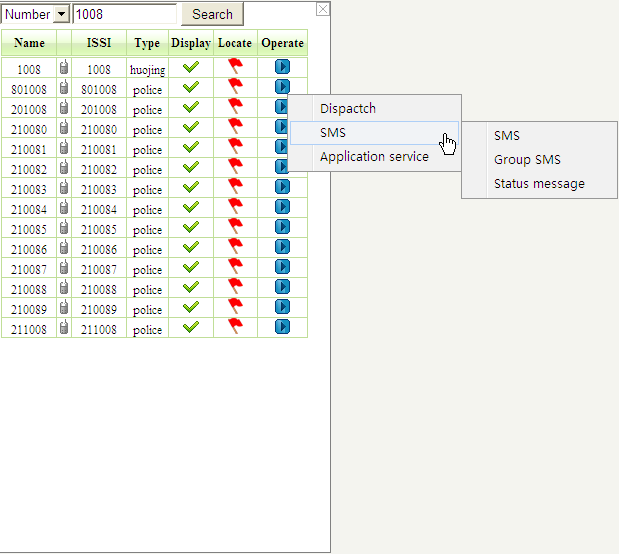 Number 1008 Search
Name ISSI Type Display Locate Operate
1008 1008 huojing
801008 801008 police
201008 201008 police
210080 210080 police
210081 210081 police
210082 210082 police
210083 210083 police
210084 210084 police
210085 210085 police
210086 210086 police
210087 210087 police
210088 210088 police
210089 210089 police
211008 211008 police
Dispactch
SMS
Application service
SMS
Group SMS
Status message